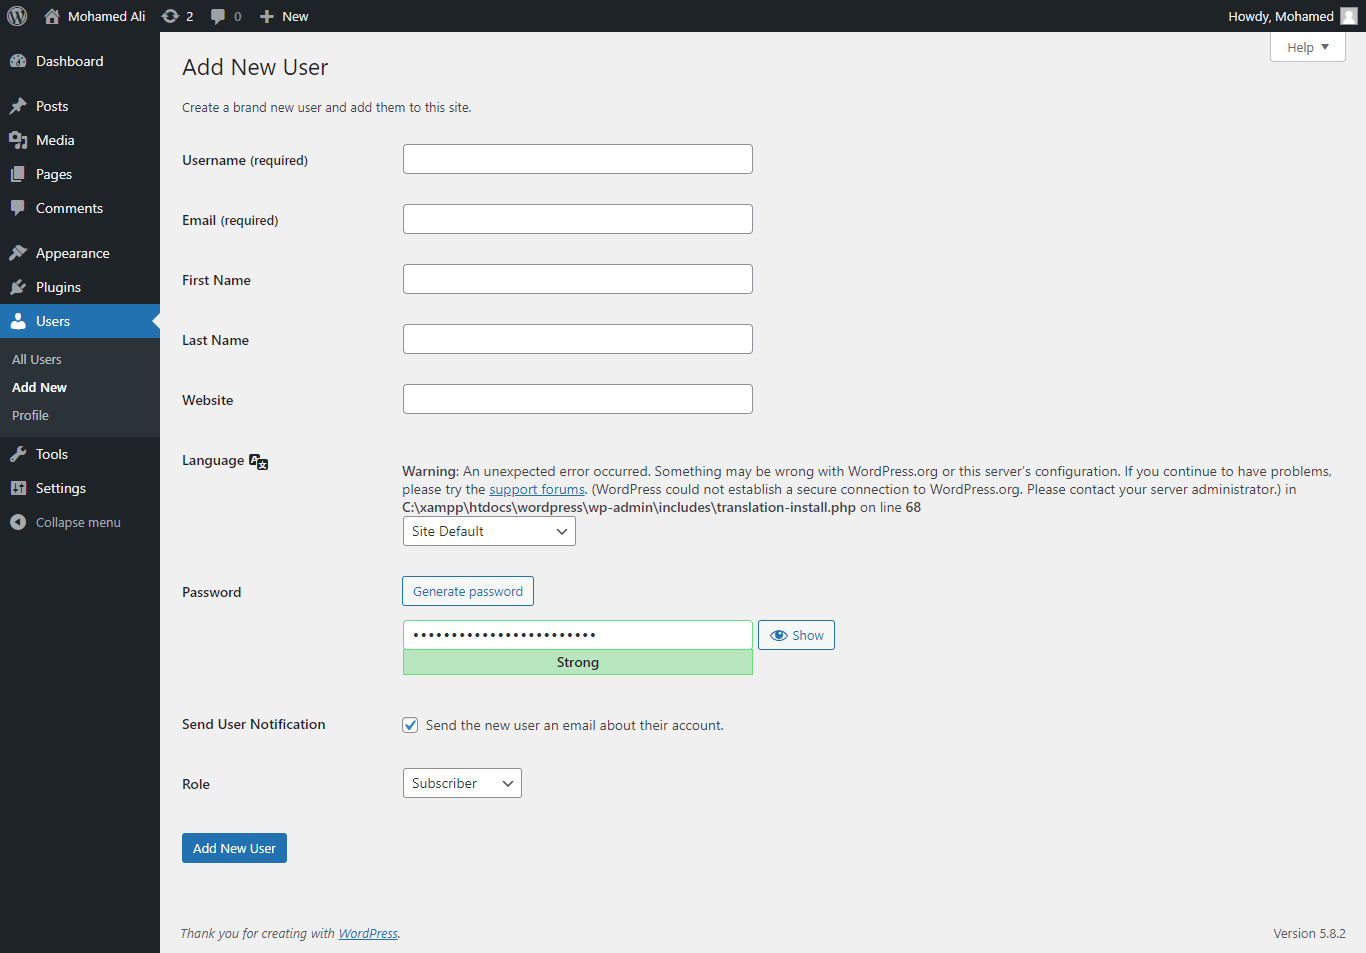 Mohamed Ali
2
0
New
Howdy, Mohamed
Help
Dashboard
Posts
Media
Pages
Comments
Appearance
Plugins
Users
All Users
Add New
Profile
Tools
Settings
Collapse menu
Add New User
Create a brand new user and add them to this site.
Username (required)
Email (required)
First Name
Last Name
Website
Language
Warning: An unexpected error occurred. Something may be wrong with WordPress.org or this server’s configuration. If you continue to have problems,
please try the support forums. (WordPress could not establish a secure connection to WordPress.org. Please contact your server administrator.) in
C:\xampp\htdocs\wordpress\wp-admin\includes\translation-install.php on line 68
Site Default
Password
Generate password
••••••••••••••••••••••••
Show
Strong
Send User Notification
Send the new user an email about their account.
Role
Subscriber
Add New User
Thank you for creating with WordPress.
Version 5.8.2